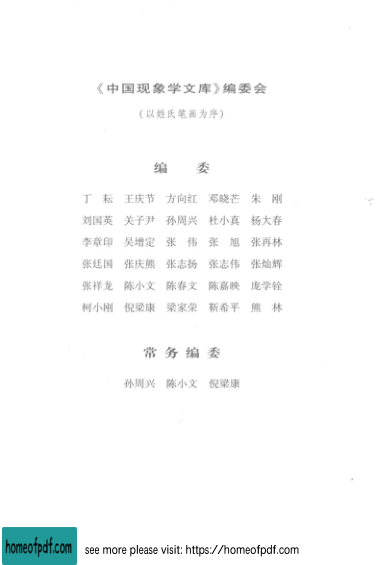 《中国现象学文库》编委会
(以姓氏笔画为序)
编 委
丁 耘 王庆节 方向红 邓晓芒 朱 刚
刘国英 关子尹 孙周兴 杜小真 杨大春
李章印 吴增定 张 伟 张 旭 张再林
张廷国 张庆熊 张志扬 张志伟 张灿辉
张祥龙 陈小文 陈春文 陈嘉映 庞学铨
柯小刚 倪梁康 梁家荣 靳希平 熊 林
常务编委
孙周兴 陈小文 倪梁康
homeofpdf.com see more please visit: https://homeofpdf.com